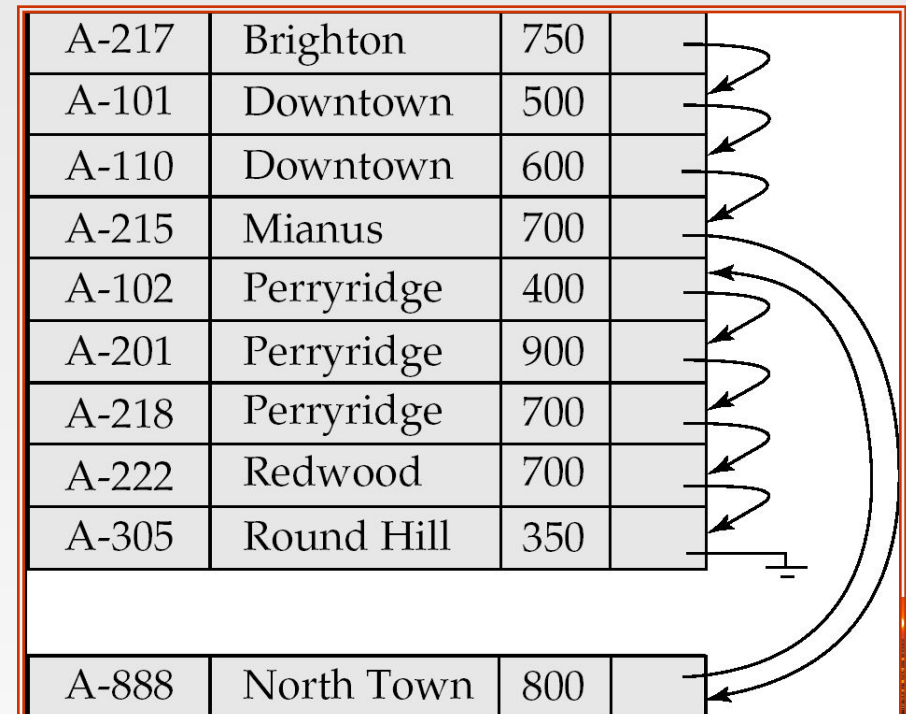 A-217 Brighton 750
A-101 Downtown 500
A-110 Downtown 600
A-215 Mianus 700
A-102 Perryridge 400
A-201 Perryridge 900
A-218 Perryridge 700
A-222 Redwood 700
A-305 Round Hill 350
A-888 North Town 800